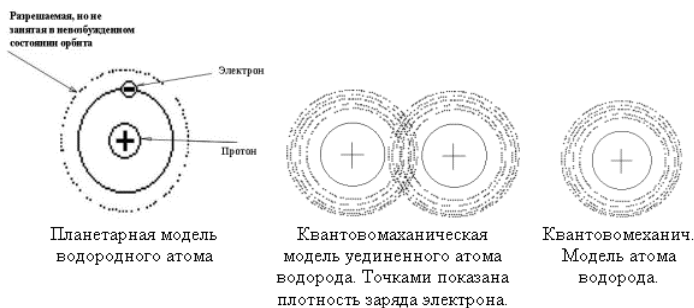 Разрешаемая, но не
занятая в невозбужденном
состоянии орбита
Электрон
Протон
Планетарная модель
водородного атома
Квантовомаханическая
модель уединенного атома
водорода. Точками показана
плотность заряда электрона.
Квантовомеханич.
Модель атома
водорода.